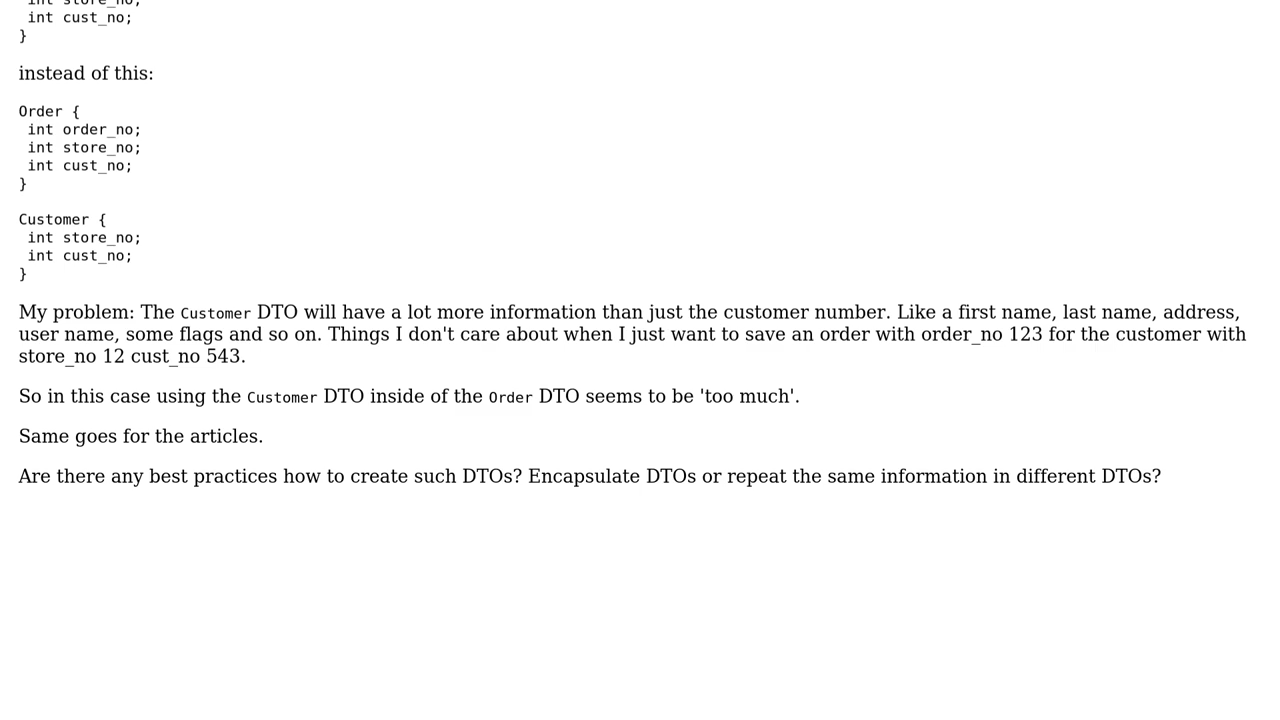 int store_no;
int cust_no;
}
instead of this:
Order {
int order_no;
int store_no;
int cust_no;
}
Customer {
int store_no;
int cust_no;
}
My problem: The Customer DTO will have a lot more information than just the customer number. Like a first name, last name, address,
user name, some flags and so on. Things I don't care about when I just want to save an order with order_no 123 for the customer with
store_no 12 cust_no 543.
So in this case using the Customer DTO inside of the Order DTO seems to be 'too much'.
Same goes for the articles.
Are there any best practices how to create such DTOs? Encapsulate DTOs or repeat the same information in different DTOs?